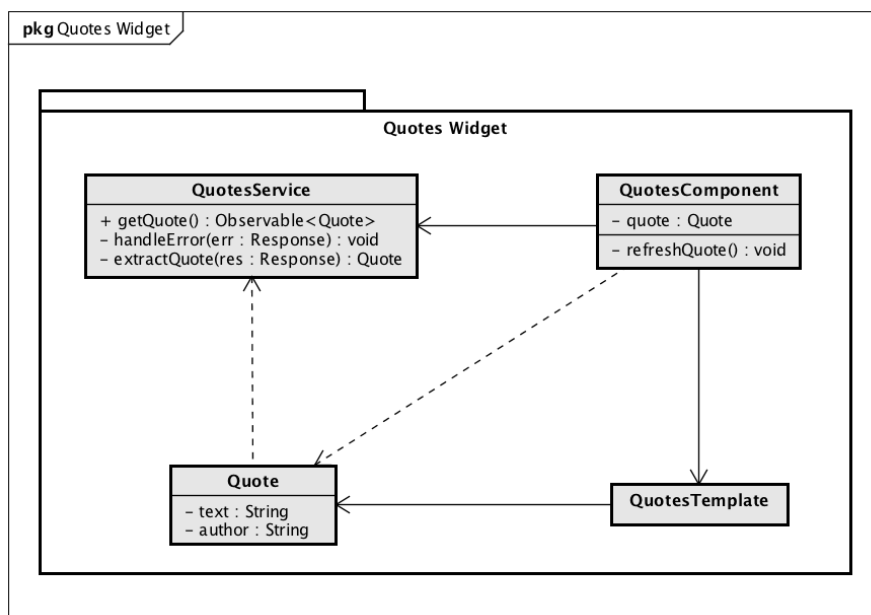 pkg Quotes Widget
Quotes Widget
QuotesService
+ getQuote() : Observable<Quote>
– handleError(err : Response) : void
– extractQuote(res : Response) : Quote
QuotesComponent
– quote : Quote
– refreshQuote() : void
Quote
– text : String
– author : String
QuotesTemplate